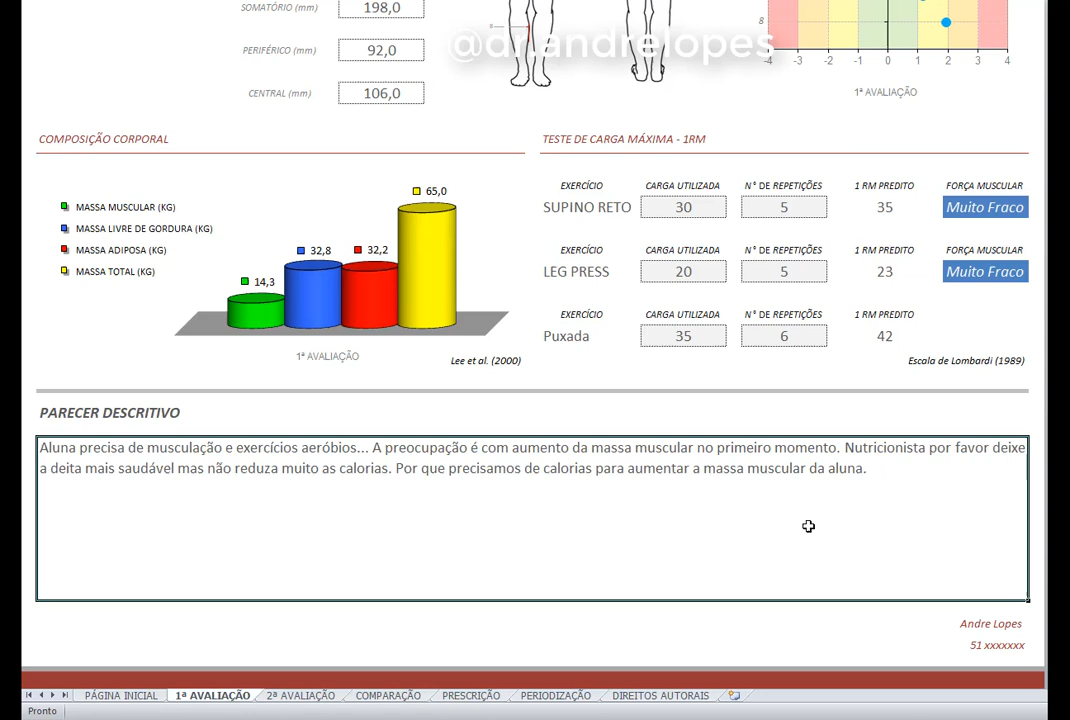 SOMATÓRIO (mm) 198,0
PERIFÉRICO (mm) 92,0
CENTRAL (mm) 106,0
@dr.andrelopes
8
-4 -3 -2 -1 0 1 2 3 4
1ª AVALIAÇÃO
COMPOSIÇÃO CORPORAL
MASSA MUSCULAR (KG)
MASSA LIVRE DE GORDURA (KG)
MASSA ADIPOSA (KG)
MASSA TOTAL (KG)
14,3
32,8
32,2
65,0
1ª AVALIAÇÃO
Lee et al. (2000)
TESTE DE CARGA MÁXIMA - 1RM
EXERCÍCIO CARGA UTILIZADA N° DE REPETIÇÕES 1 RM PREDITO FORÇA MUSCULAR
SUPINO RETO 30 5 35 Muito Fraco
EXERCÍCIO CARGA UTILIZADA N° DE REPETIÇÕES 1 RM PREDITO FORÇA MUSCULAR
LEG PRESS 20 5 23 Muito Fraco
EXERCÍCIO CARGA UTILIZADA N° DE REPETIÇÕES 1 RM PREDITO
Puxada 35 6 42
Escala de Lombardi (1989)
PARECER DESCRITIVO
Aluna precisa de musculação e exercícios aeróbios... A preocupação é com aumento da massa muscular no primeiro momento. Nutricionista por favor deixe
a deita mais saudável mas não reduza muito as calorias. Por que precisamos de calorias para aumentar a massa muscular da aluna.
Andre Lopes
51 xxxxxxx
PÁGINA INICIAL 1ª AVALIAÇÃO 2ª AVALIAÇÃO COMPARAÇÃO PRESCRIÇÃO PERIODIZAÇÃO DIREITOS AUTORAIS
Pronto